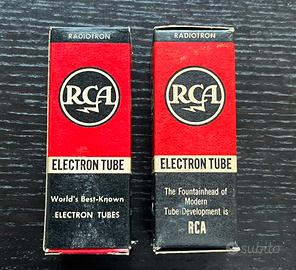 RADIOTRON
RCA
ELECTRON TUBE
World's Best-Known
ELECTRON TUBES
RADIOTRON
RCA
ELECTRON TUBE
The Fountainhead of
Modern
Tube Development is
RCA
subito